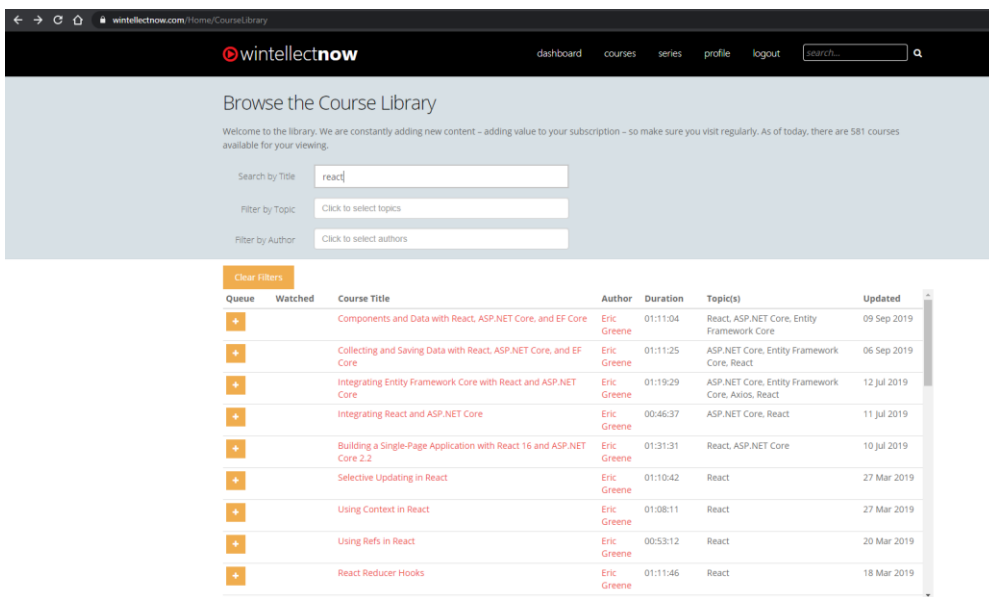 wintellectnow.com/Home/CourseLibrary
wintellectnow
dashboard courses series profile logout search...
Browse the Course Library
Welcome to the library. We are constantly adding new content – adding value to your subscription – so make sure you visit regularly. As of today, there are 581 courses
available for your viewing.
Search by Title react
Filter by Topic Click to select topics
Filter by Author Click to select authors
Clear Filters
Queue Watched Course Title Author Duration Topic(s) Updated
+ Components and Data with React, ASP.NET Core, and EF Core Eric 01:11:04 React, ASP.NET Core, Entity 09 Sep 2019
Greene Framework Core
+ Collecting and Saving Data with React, ASP.NET Core, and EF Eric 01:11:25 ASP.NET Core, Entity Framework 06 Sep 2019
Core Greene Core, React
+ Integrating Entity Framework Core with React and ASP.NET Eric 01:19:29 ASP.NET Core, Entity Framework 12 Jul 2019
Core Greene Core, Axios, React
+ Integrating React and ASP.NET Core Eric 00:46:37 ASP.NET Core, React 11 Jul 2019
Greene
+ Building a Single-Page Application with React 16 and ASP.NET Eric 01:31:31 React, ASP.NET Core 10 Jul 2019
Core 2.2 Greene
+ Selective Updating in React Eric 01:10:42 React 27 Mar 2019
Greene
+ Using Context in React Eric 01:08:11 React 27 Mar 2019
Greene
+ Using Refs in React Eric 00:53:12 React 20 Mar 2019
Greene
+ React Reducer Hooks Eric 01:11:46 React 18 Mar 2019
Greene